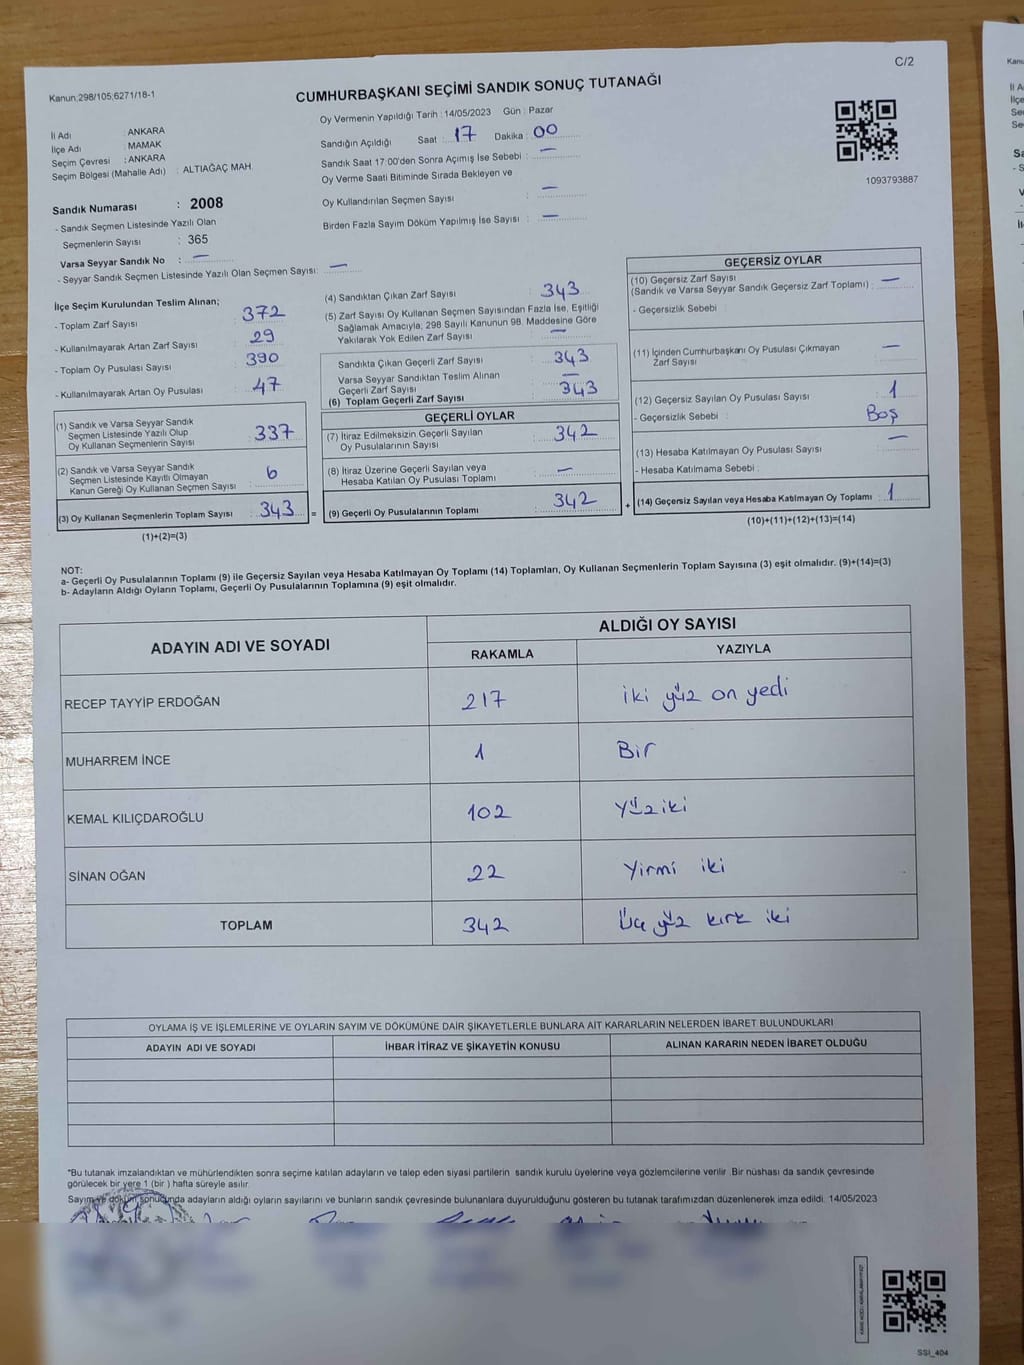 C/2
Kanun:298/105;6271/18-1
CUMHURBAŞKANI SEÇİMİ SANDIK SONUÇ TUTANAĞI
Oy Vermenin Yapıldığı Tarih : 14/05/2023 Gün : Pazar
İl Adı : ANKARA
İlçe Adı : MAMAK
Seçim Çevresi : ANKARA
Seçim Bölgesi (Mahalle Adı) : ALTIAĞAÇ MAH.
Sandığın Açıldığı Saat : 17 Dakika : 00
Sandık Saat 17:00'den Sonra Açımış İse Sebebi : —
Oy Verme Saati Bitiminde Sırada Bekleyen ve
Oy Kullandırılan Seçmen Sayısı : —
Birden Fazla Sayım Döküm Yapılmış İse Sayısı : —
1093793887
Sandık Numarası : 2008
- Sandık Seçmen Listesinde Yazılı Olan
Seçmenlerin Sayısı : 365
Varsa Seyyar Sandık No : —
- Seyyar Sandık Seçmen Listesinde Yazılı Olan Seçmen Sayısı: —
İlçe Seçim Kurulundan Teslim Alınan;
- Toplam Zarf Sayısı : 372
- Kullanılmayarak Artan Zarf Sayısı : 29
- Toplam Oy Pusulası Sayısı : 390
- Kullanılmayarak Artan Oy Pusulası : 47
(1) Sandık ve Varsa Seyyar Sandık
Seçmen Listesinde Yazılı Olup
Oy Kullanan Seçmenlerin Sayısı : 337
(2) Sandık ve Varsa Seyyar Sandık
Seçmen Listesinde Kayıtlı Olmayan
Kanun Gereği Oy Kullanan Seçmen Sayısı : 6
(3) Oy Kullanan Seçmenlerin Toplam Sayısı : 343 =
(1)+(2)=(3)
(4) Sandıktan Çıkan Zarf Sayısı : 343
(5) Zarf Sayısı Oy Kullanan Seçmen Sayısından Fazla İse, Eşitliği
Sağlamak Amacıyla; 298 Sayılı Kanunun 98. Maddesine Göre
Yakılarak Yok Edilen Zarf Sayısı : —
Sandıkta Çıkan Geçerli Zarf Sayısı : 343
Varsa Seyyar Sandıktan Teslim Alınan
Geçerli Zarf Sayısı : —
(6) Toplam Geçerli Zarf Sayısı : 343
GEÇERLİ OYLAR
(7) İtiraz Edilmeksizin Geçerli Sayılan
Oy Pusulalarının Sayısı : 342
(8) İtiraz Üzerine Geçerli Sayılan veya
Hesaba Katılan Oy Pusulası Toplamı : —
(9) Geçerli Oy Pusulalarının Toplamı : 342 +
GEÇERSİZ OYLAR
(10) Geçersiz Zarf Sayısı
(Sandık ve Varsa Seyyar Sandık Geçersiz Zarf Toplamı) : —
- Geçersizlik Sebebi :
(11) İçinden Cumhurbaşkanı Oy Pusulası Çıkmayan
Zarf Sayısı : —
(12) Geçersiz Sayılan Oy Pusulası Sayısı : 1
- Geçersizlik Sebebi : Boş
(13) Hesaba Katılmayan Oy Pusulası Sayısı : —
- Hesaba Katılmama Sebebi :
(14) Geçersiz Sayılan veya Hesaba Katılmayan Oy Toplamı : 1
(10)+(11)+(12)+(13)=(14)
NOT:
a- Geçerli Oy Pusulalarının Toplamı (9) ile Geçersiz Sayılan veya Hesaba Katılmayan Oy Toplamı (14) Toplamları, Oy Kullanan Seçmenlerin Toplam Sayısına (3) eşit olmalıdır. (9)+(14)=(3)
b- Adayların Aldığı Oyların Toplamı, Geçerli Oy Pusulalarının Toplamına (9) eşit olmalıdır.
ADAYIN ADI VE SOYADI ALDIĞI OY SAYISI
RAKAMLA YAZIYLA
RECEP TAYYİP ERDOĞAN 217 iki yüz on yedi
MUHARREM İNCE 1 Bir
KEMAL KILIÇDAROĞLU 102 Yüz iki
SİNAN OĞAN 22 Yirmi iki
TOPLAM 342 Üç yüz kırk iki
OYLAMA İŞ VE İŞLEMLERİNE VE OYLARIN SAYIM VE DÖKÜMÜNE DAİR ŞİKAYETLERLE BUNLARA AİT KARARLARIN NELERDEN İBARET BULUNDUKLARI
ADAYIN ADI VE SOYADI İHBAR İTİRAZ VE ŞİKAYETİN KONUSU ALINAN KARARIN NEDEN İBARET OLDUĞU
*Bu tutanak imzalandıktan ve mühürlendikten sonra seçime katılan adayların ve talep eden siyasi partilerin sandık kurulu üyelerine veya gözlemcilerine verilir. Bir nüshası da sandık çevresinde
görülecek bir yere 1 (bir) hafta süreyle asılır.
Sayım ve döküm sonucunda adayların aldığı oyların sayılarını ve bunların sandık çevresinde bulunanlara duyurulduğunu gösteren bu tutanak tarafımızdan düzenlenerek imza edildi. 14/05/2023
SSI_404